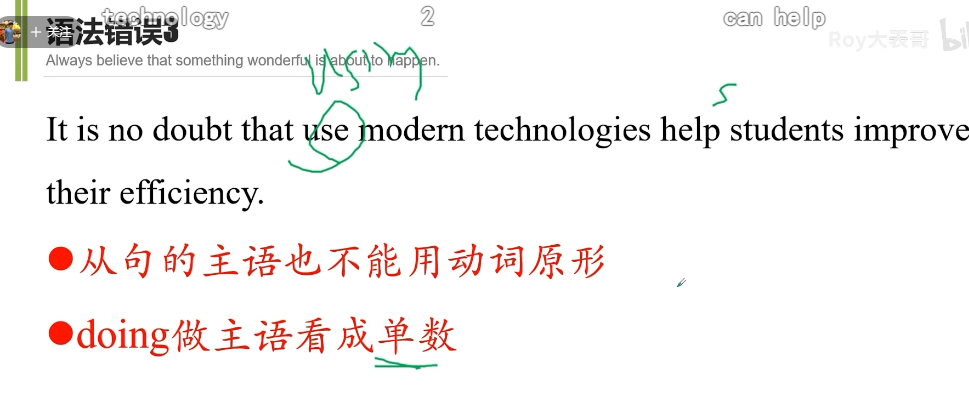 technology 2 can help
+ 关注 语法错误3 Roy大表哥 bil
Always believe that something wonderful is about to happen.
using
s
It is no doubt that use modern technologies help students improve
their efficiency.
●从句的主语也不能用动词原形
●doing做主语看成单数